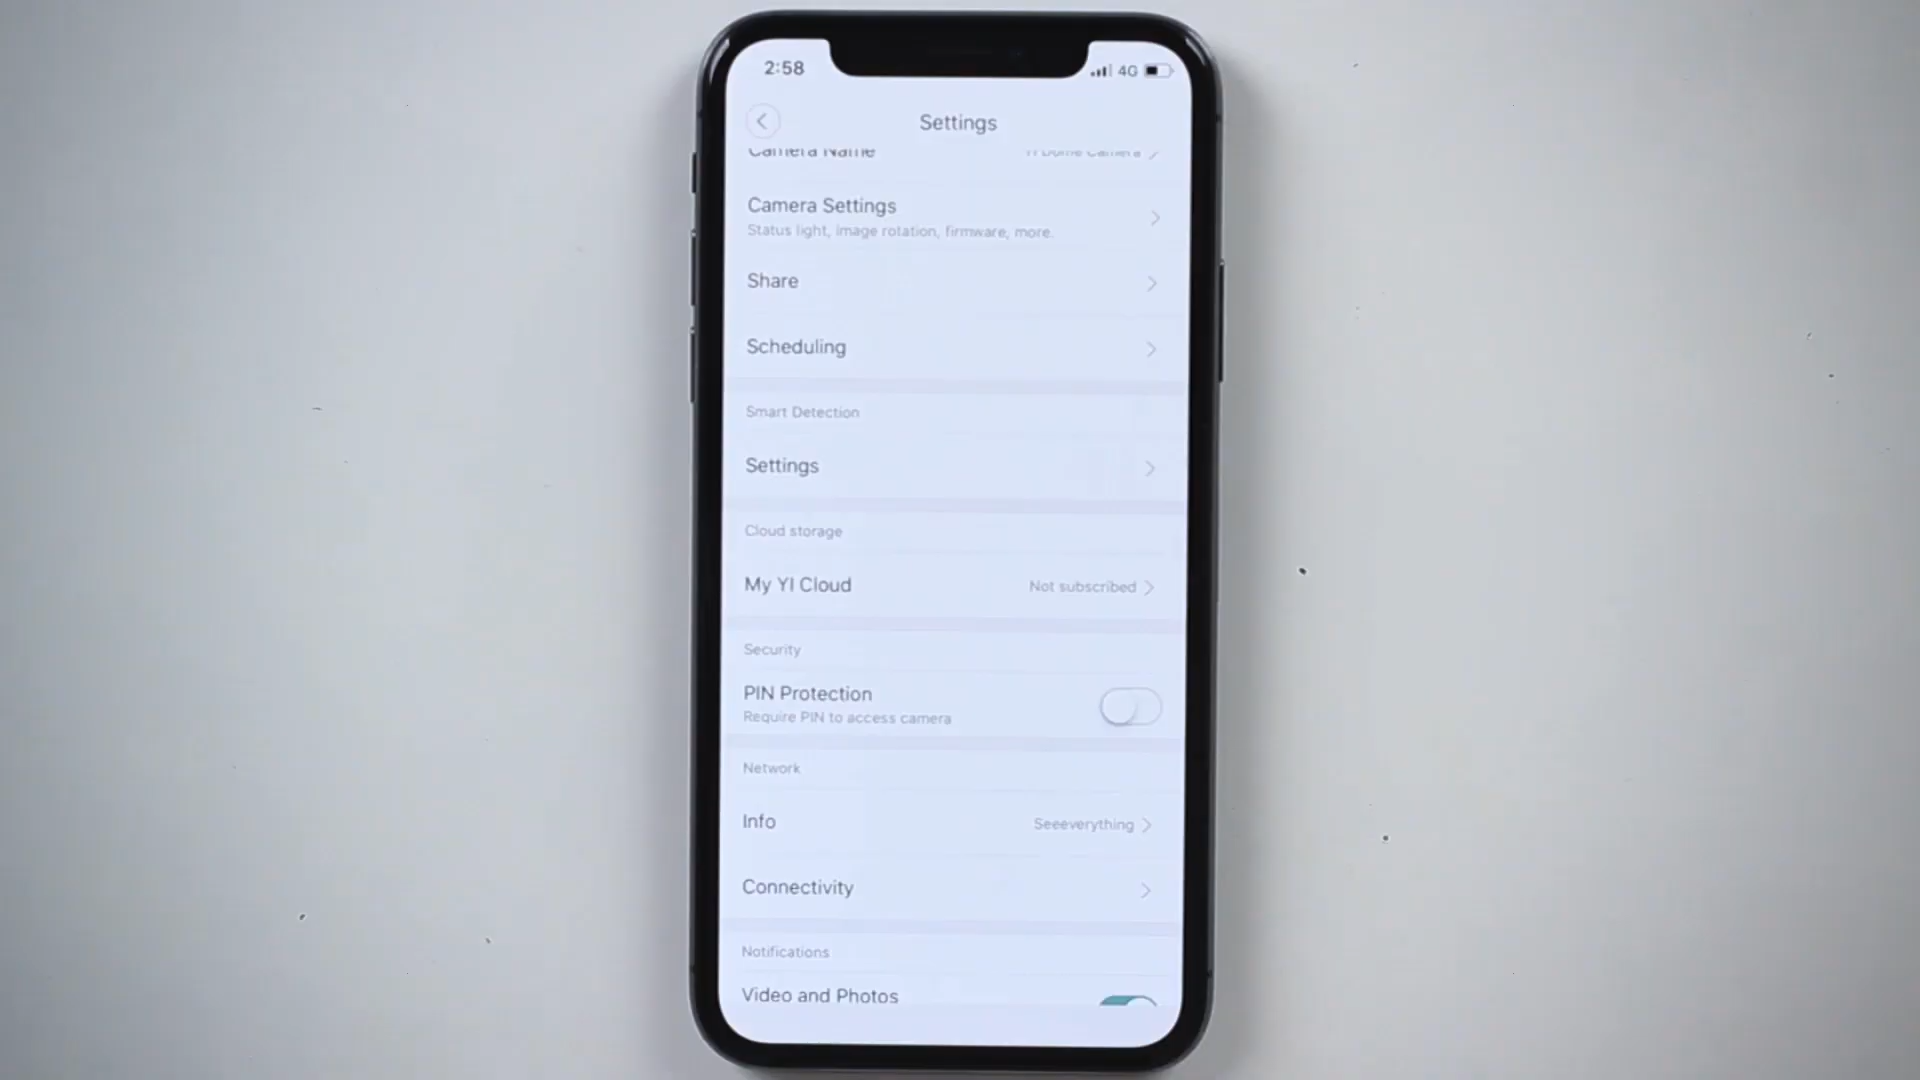 2:58
4G
Settings
Camera Name
Camera Settings
Status light, image rotation, firmware, more.
Share
Scheduling
Smart Detection
Settings
Cloud storage
My YI Cloud Not subscribed
Security
PIN Protection
Require PIN to access camera
Network
Info Seeeverything
Connectivity
Notifications
Video and Photos